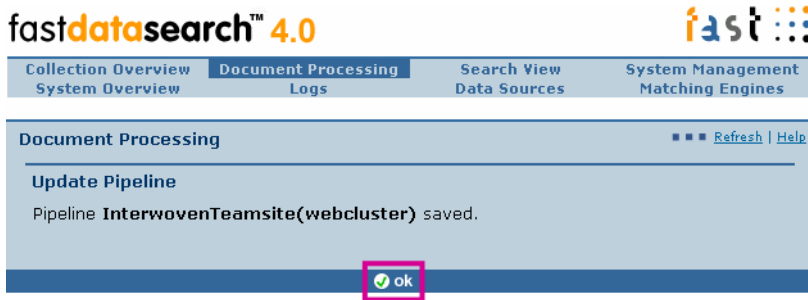 fastdatasearch™ 4.0
fast
Collection Overview Document Processing Search View System Management
System Overview Logs Data Sources Matching Engines
Document Processing Refresh | Help
Update Pipeline
Pipeline InterwovenTeamsite(webcluster) saved.
ok